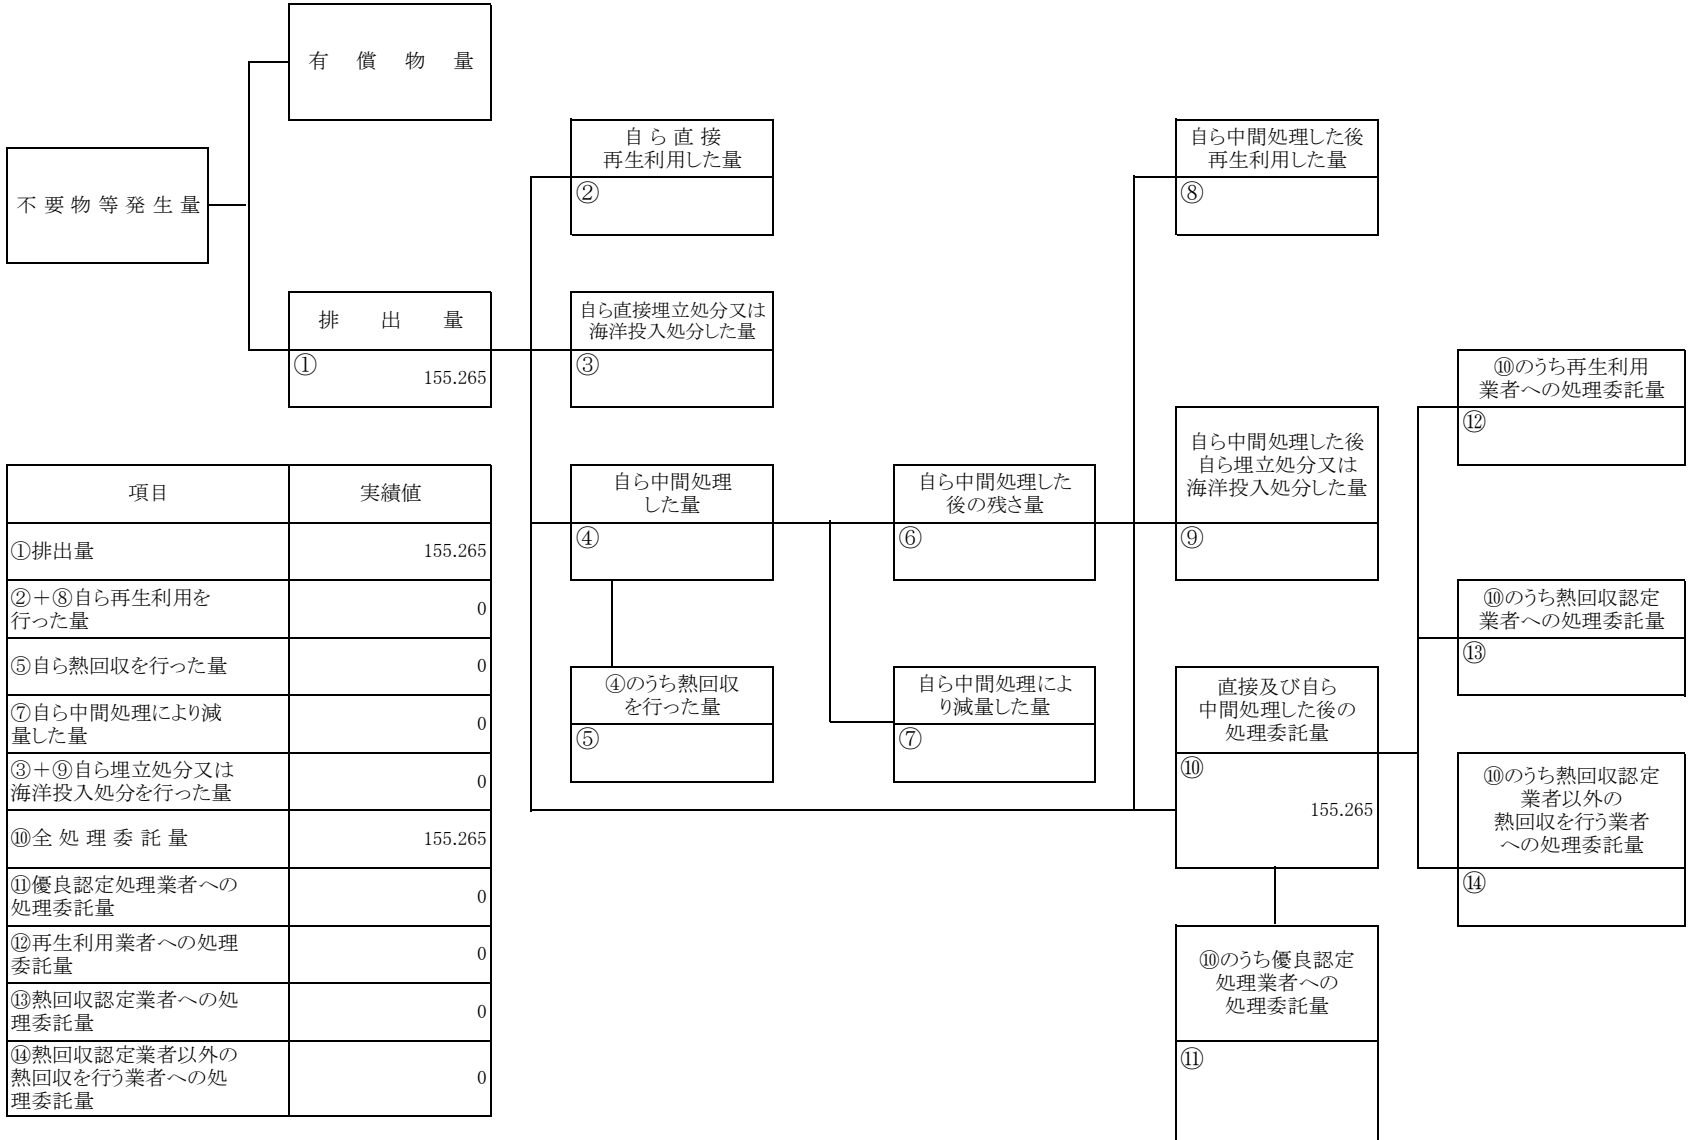 有償物量
不要物等発生量
排出量
①
155.265
自ら直接
再生利用した量
②
自ら直接埋立処分又は
海洋投入処分した量
③
自ら中間処理
した量
④
④のうち熱回収
を行った量
⑤
自ら中間処理した
後の残さ量
⑥
自ら中間処理によ
り減量した量
⑦
自ら中間処理した後
再生利用した量
⑧
自ら中間処理した後
自ら埋立処分又は
海洋投入処分した量
⑨
直接及び自ら
中間処理した後の
処理委託量
⑩
155.265
⑩のうち優良認定
処理業者への
処理委託量
⑪
⑩のうち再生利用
業者への処理委託量
⑫
⑩のうち熱回収認定
業者への処理委託量
⑬
⑩のうち熱回収認定
業者以外の
熱回収を行う業者
への処理委託量
⑭
項目 実績値
①排出量 155.265
②＋⑧自ら再生利用を
行った量
0
⑤自ら熱回収を行った量 0
⑦自ら中間処理により減
量した量
0
③＋⑨自ら埋立処分又は
海洋投入処分を行った量
0
⑩全処理委託量 155.265
⑪優良認定処理業者への
処理委託量
0
⑫再生利用業者への処理
委託量
0
⑬熱回収認定業者への処
理委託量
0
⑭熱回収認定業者以外の
熱回収を行う業者への処
理委託量
0